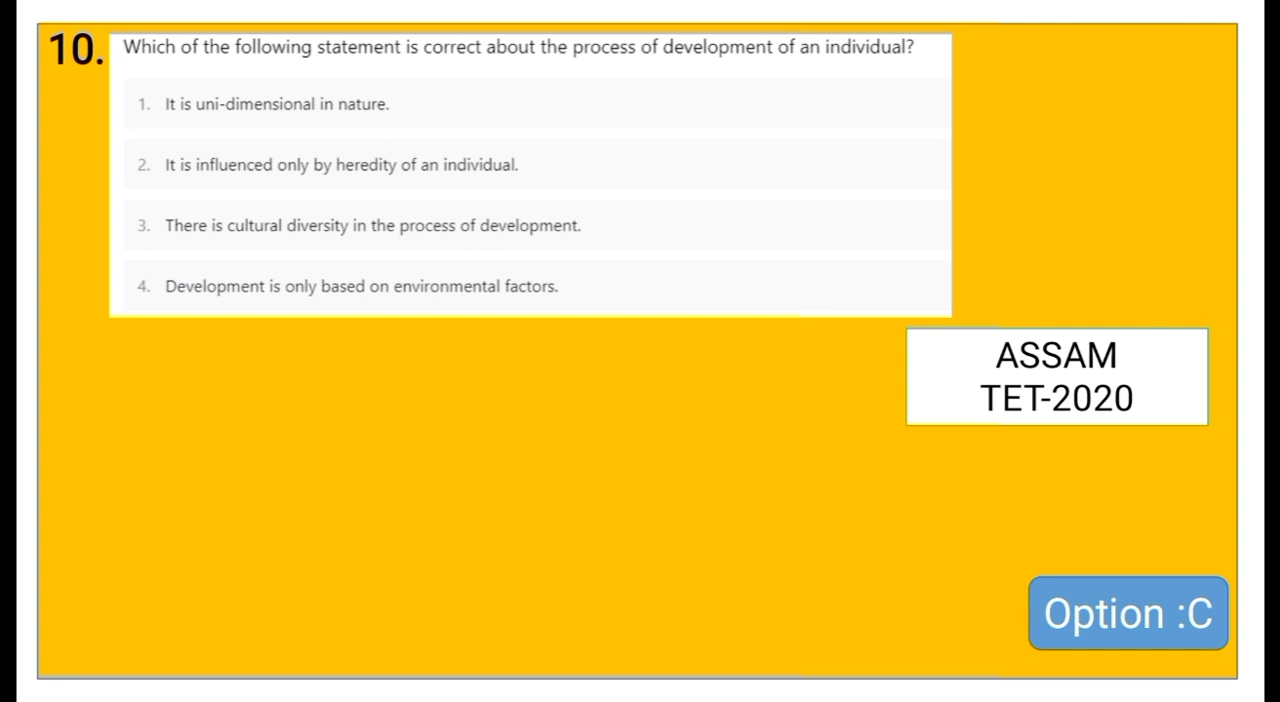 10. Which of the following statement is correct about the process of development of an individual?
1. It is uni-dimensional in nature.
2. It is influenced only by heredity of an individual.
3. There is cultural diversity in the process of development.
4. Development is only based on environmental factors.
ASSAM
TET-2020
Option :C